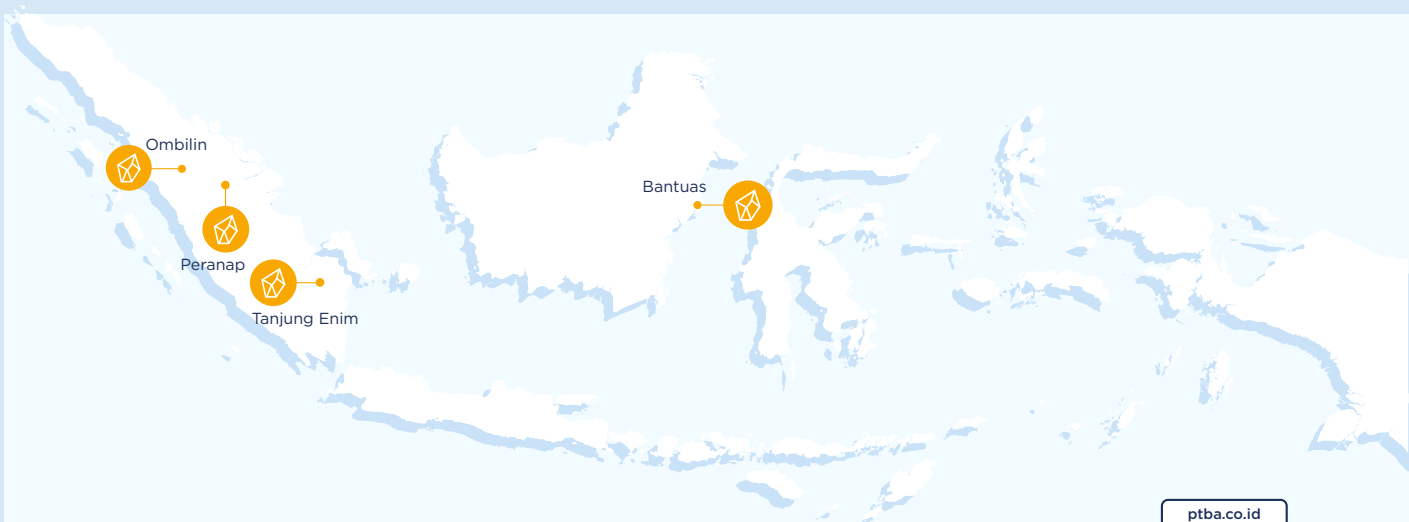 Ombilin
Bantuas
Peranap
Tanjung Enim
ptba.co.id